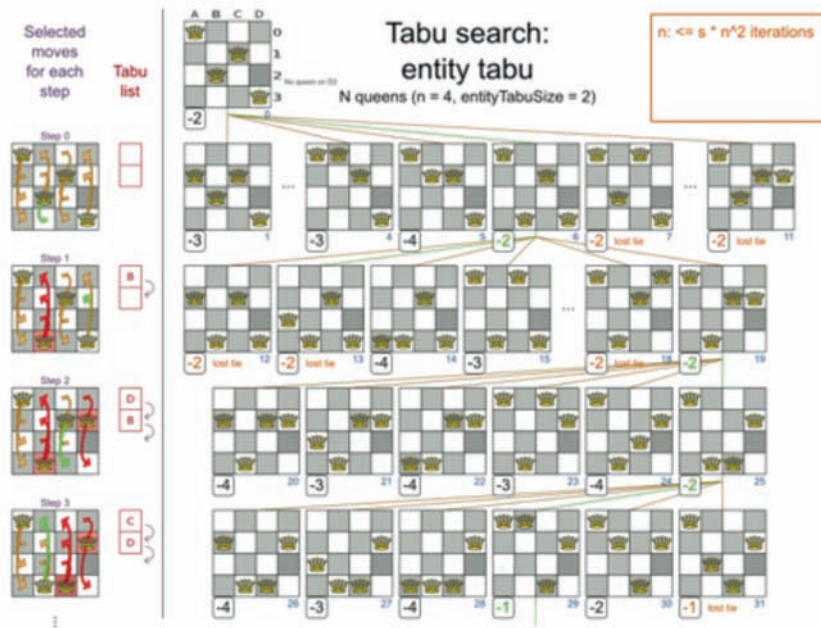 Selected
moves
for each
step
Tabu
list
A B C D
0
1
2
3
No queen on D2
-2
0
Tabu search:
entity tabu
N queens (n = 4, entityTabuSize = 2)
n: <= s * n^2 iterations
Step 0
-3
1
...
-3
4
-4
5
-2
6
-2 lost tie 7
...
-2 lost tie 11
Step 1
B
-2 lost tie 12
-2 lost tie 13
-4
14
-3
15
...
-2 lost tie 18
-2
19
Step 2
D
B
-4
20
-3
21
-4
22
-3
23
-4
24
-2
25
Step 3
C
D
-4
26
-3
27
-4
28
-1
29
-2
30
-1 lost tie 31
...